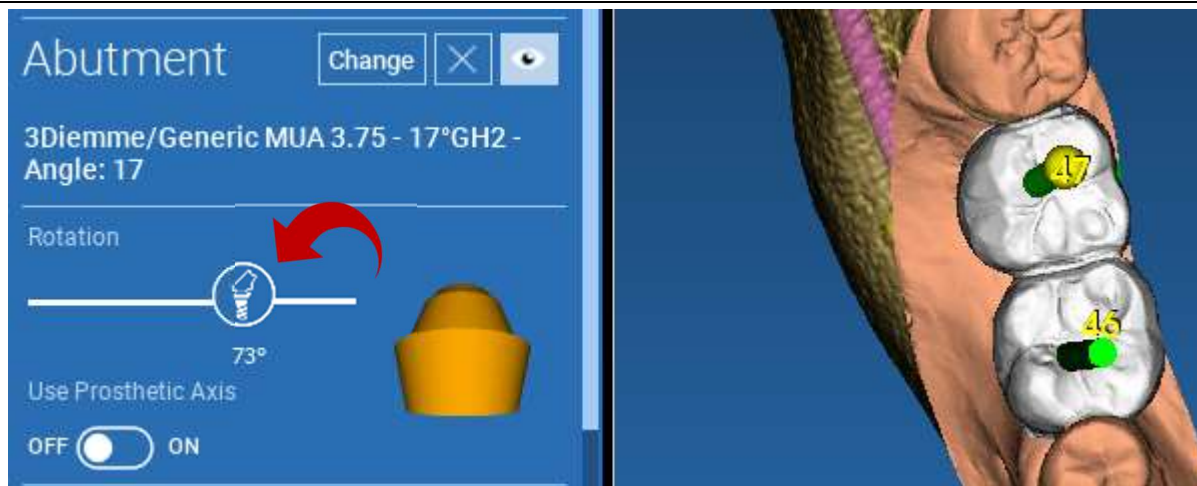 Abutment
Change
3Diemme/Generic MUA 3.75 - 17°GH2 -
Angle: 17
Rotation
73°
Use Prosthetic Axis
OFF ON
47
46